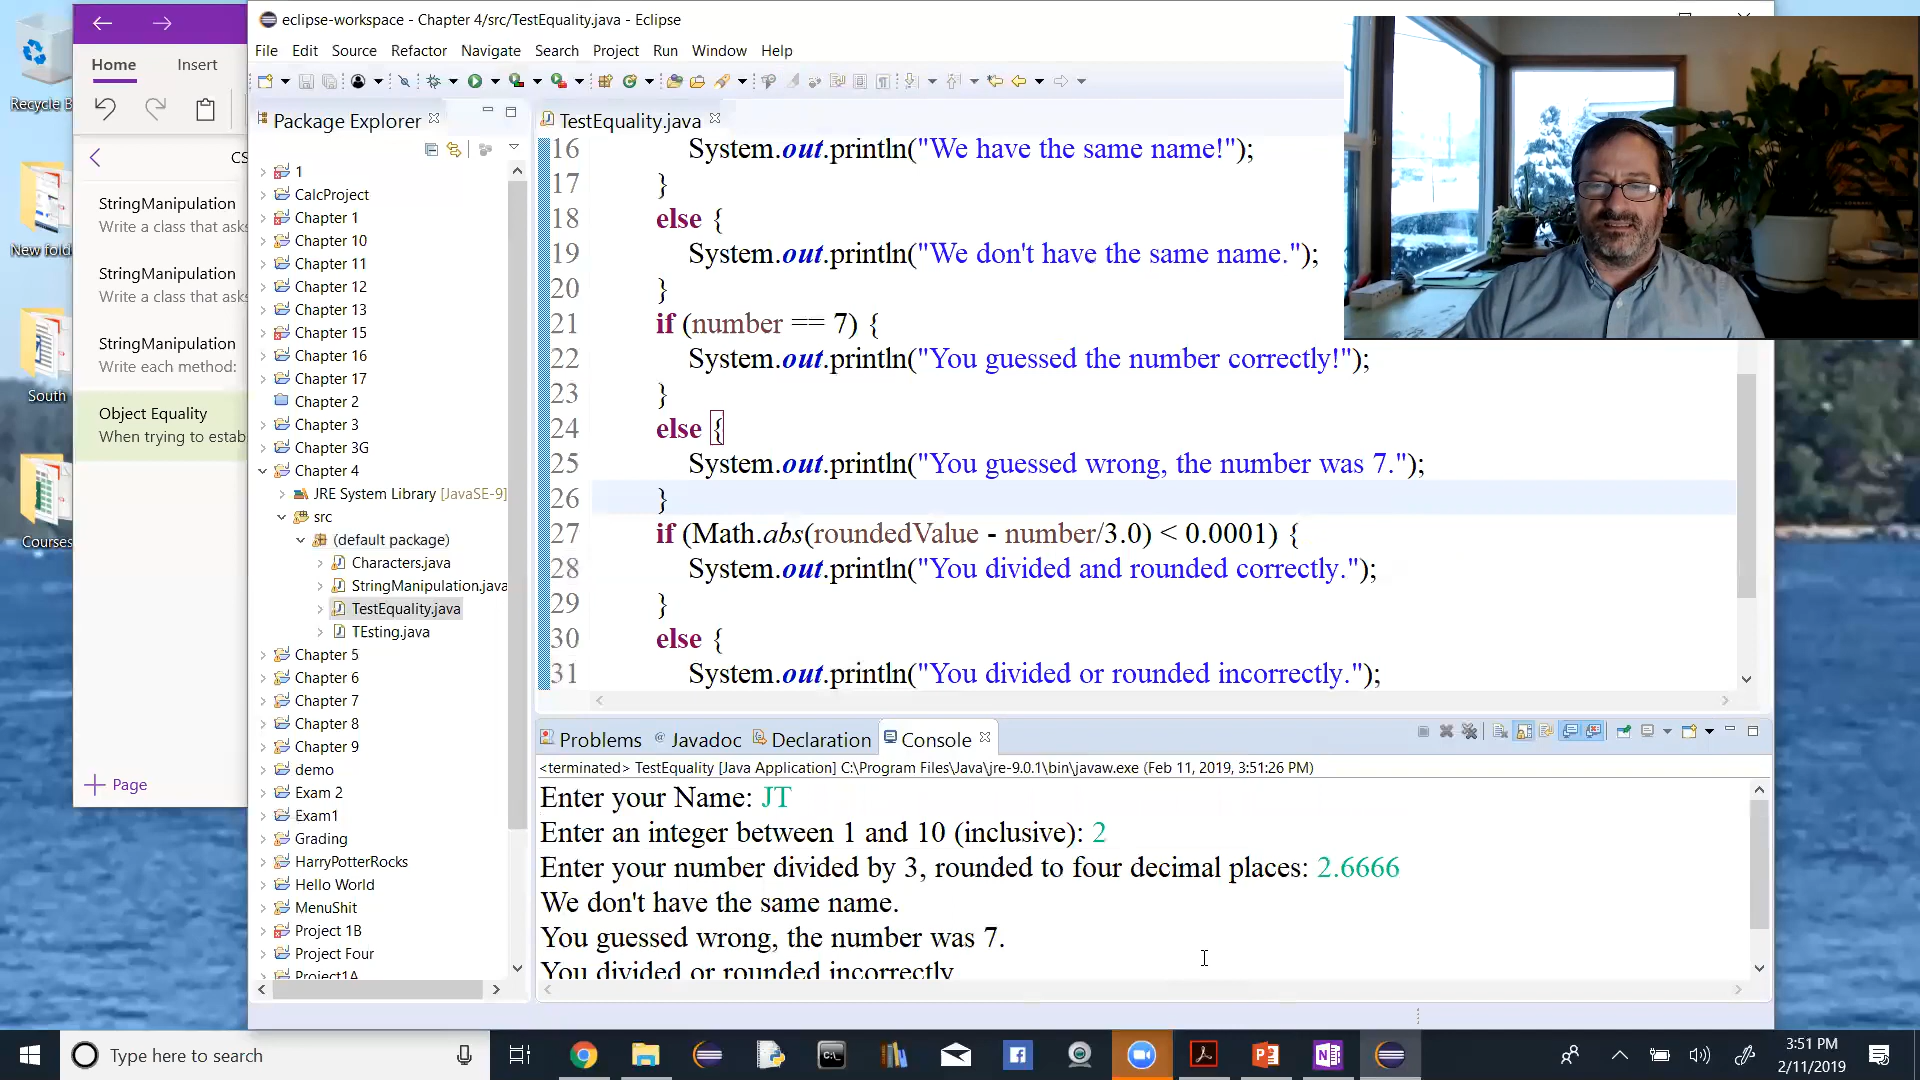 eclipse-workspace - Chapter 4/src/TestEquality.java - Eclipse
File Edit Source Refactor Navigate Search Project Run Window Help
Recycle B
New fold
South
Courses
Home Insert
CS
StringManipulation
Write a class that asks
StringManipulation
Write a class that asks
StringManipulation
Write each method:
Object Equality
When trying to estab
Page
Package Explorer
1
CalcProject
Chapter 1
Chapter 10
Chapter 11
Chapter 12
Chapter 13
Chapter 15
Chapter 16
Chapter 17
Chapter 2
Chapter 3
Chapter 3G
Chapter 4
JRE System Library [JavaSE-9]
src
(default package)
Characters.java
StringManipulation.java
TestEquality.java
TEsting.java
Chapter 5
Chapter 6
Chapter 7
Chapter 8
Chapter 9
demo
Exam 2
Exam1
Grading
HarryPotterRocks
Hello World
MenuShit
Project 1B
Project Four
Project1A
TestEquality.java
16 System.out.println("We have the same name!");
17 }
18 else {
19 System.out.println("We don't have the same name.");
20 }
21 if (number == 7) {
22 System.out.println("You guessed the number correctly!");
23 }
24 else {
25 System.out.println("You guessed wrong, the number was 7.");
26 }
27 if (Math.abs(roundedValue - number/3.0) < 0.0001) {
28 System.out.println("You divided and rounded correctly.");
29 }
30 else {
31 System.out.println("You divided or rounded incorrectly.");
Problems Javadoc Declaration Console
<terminated> TestEquality [Java Application] C:\Program Files\Java\jre-9.0.1\bin\javaw.exe (Feb 11, 2019, 3:51:26 PM)
Enter your Name: JT
Enter an integer between 1 and 10 (inclusive): 2
Enter your number divided by 3, rounded to four decimal places: 2.6666
We don't have the same name.
You guessed wrong, the number was 7.
You divided or rounded incorrectly
Type here to search
3:51 PM
2/11/2019